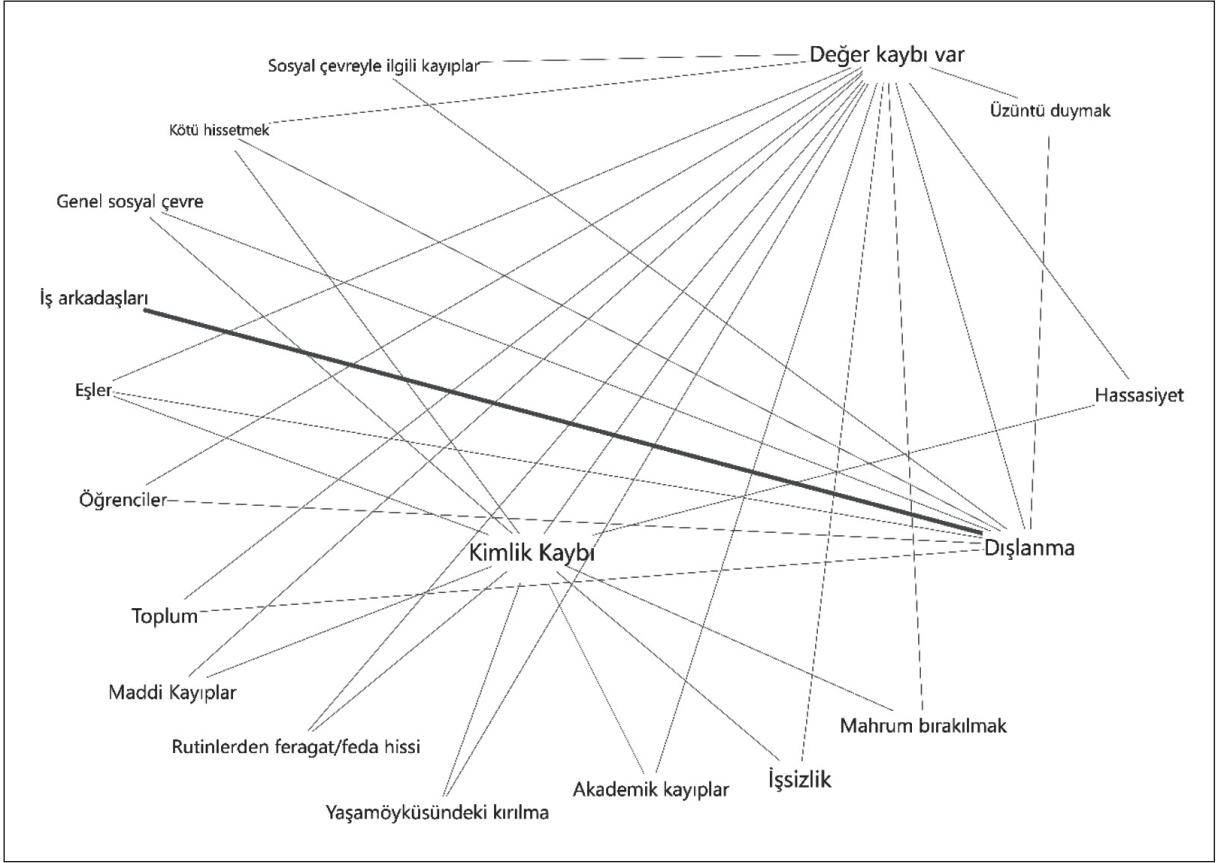 Değer kaybı var
Sosyal çevreyle ilgili kayıplar
Üzüntü duymak
Kötü hissetmek
Genel sosyal çevre
İş arkadaşları
Eşler
Hassasiyet
Öğrenciler
Kimlik Kaybı
Dışlanma
Toplum
Maddi Kayıplar
Mahrum bırakılmak
Rutinlerden feragat/feda hissi
İşsizlik
Akademik kayıplar
Yaşamöyküsündeki kırılma